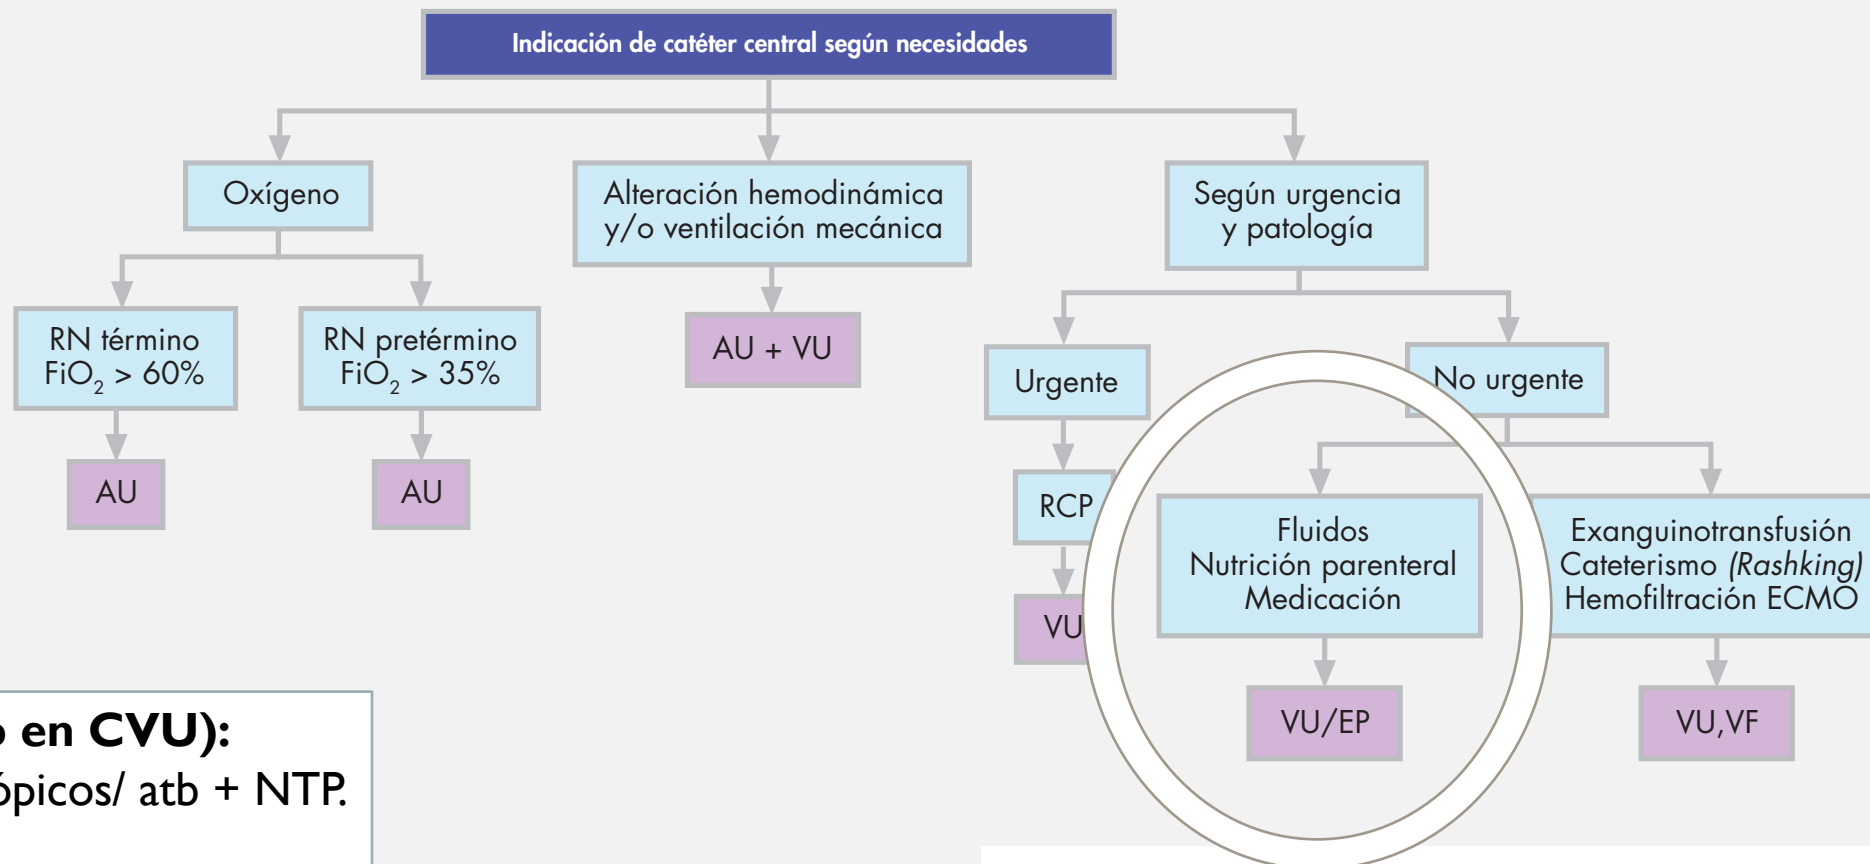 Indicación de catéter central según necesidades
Oxígeno
Alteración hemodinámica
y/o ventilación mecánica
Según urgencia
y patología
RN término
FiO₂ > 60%
RN pretérmino
FiO₂ > 35%
AU + VU
Urgente
No urgente
AU
AU
RCP
Fluidos
Nutrición parenteral
Medicación
Exanguinotransfusión
Cateterismo (Rashking)
Hemofiltración ECMO
VU
VU/EP
VU,VF
en CVU):
atb + NTP.